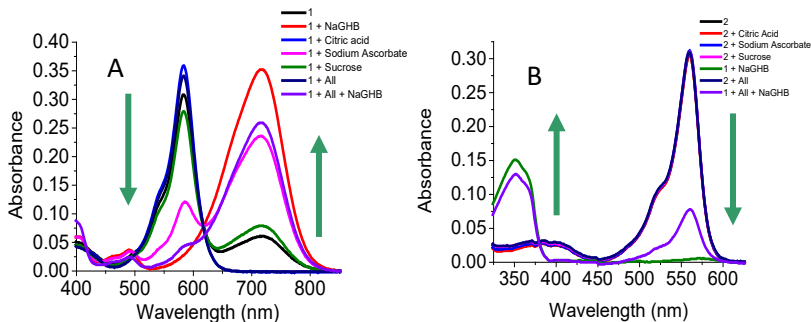 A
1
1 + NaGHB
1 + Citric acid
1 + Sodium Ascorbate
1 + Sucrose
1 + All
1 + All + NaGHB
0.40
0.35
0.30
0.25
0.20
0.15
0.10
0.05
0.00
Absorbance
400 500 600 700 800
Wavelength (nm)
B
2
2 + Citric Acid
2 + Sodium Ascorbate
2 + Sucrose
1 + NaGHB
2 + All
1 + All + NaGHB
0.30
0.25
0.20
0.15
0.10
0.05
0.00
Absorbance
350 400 450 500 550 600
Wavelength (nm)